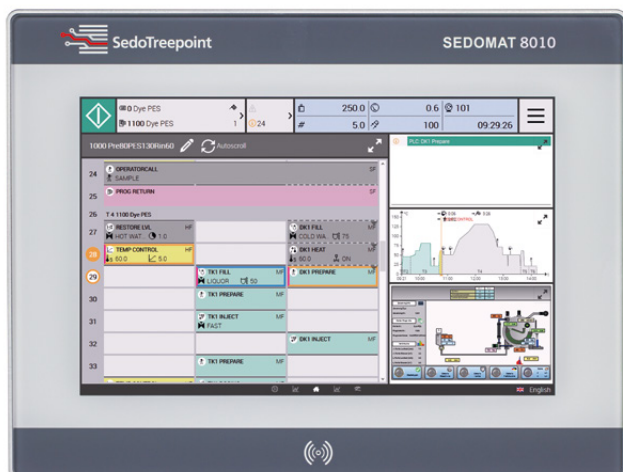 SedoTreepoint
SEDOMAT 8010
0 Dye PES
1100 Dye PES 1
24
250.0 0.6 101
# 5.0 100 09:29:26
1000 PreBDPES130Rin60 Autoscroll
PLC DK1 Prepare
24 OPERATORCALL SF
SAMPLE
25 PROG RETURN SF
26 T 4 1100 Dye PES
27 RESTORE LVL HF DK1 FILL MF
HOT WAT.. 1.0 COLD WA.. 75
28 TEMP CONTROL HF DK1 HEAT MF
60.0 5.0 60.0 ON
29 TK1 FILL MF DK1 PREPARE MF
LIQUOR 50
30 TK1 PREPARE MF
31 TK1 INJECT MF
FAST
32 DK1 INJECT MF
33 TK1 PREPARE MF
English